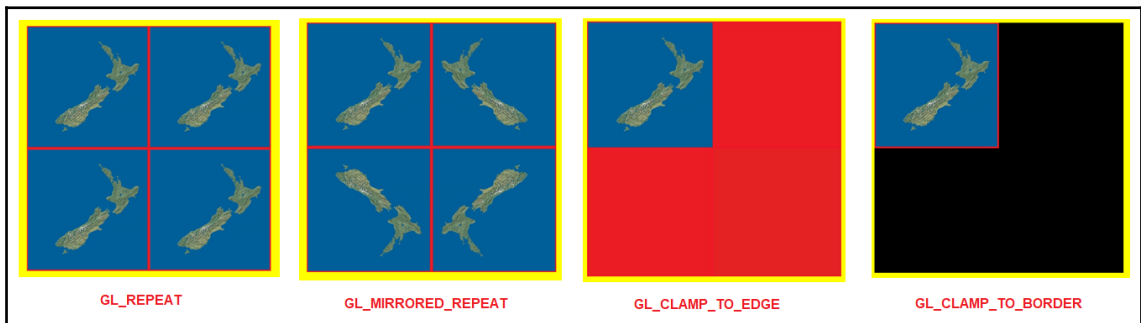 GL_REPEAT
GL_MIRRORED_REPEAT
GL_CLAMP_TO_EDGE
GL_CLAMP_TO_BORDER